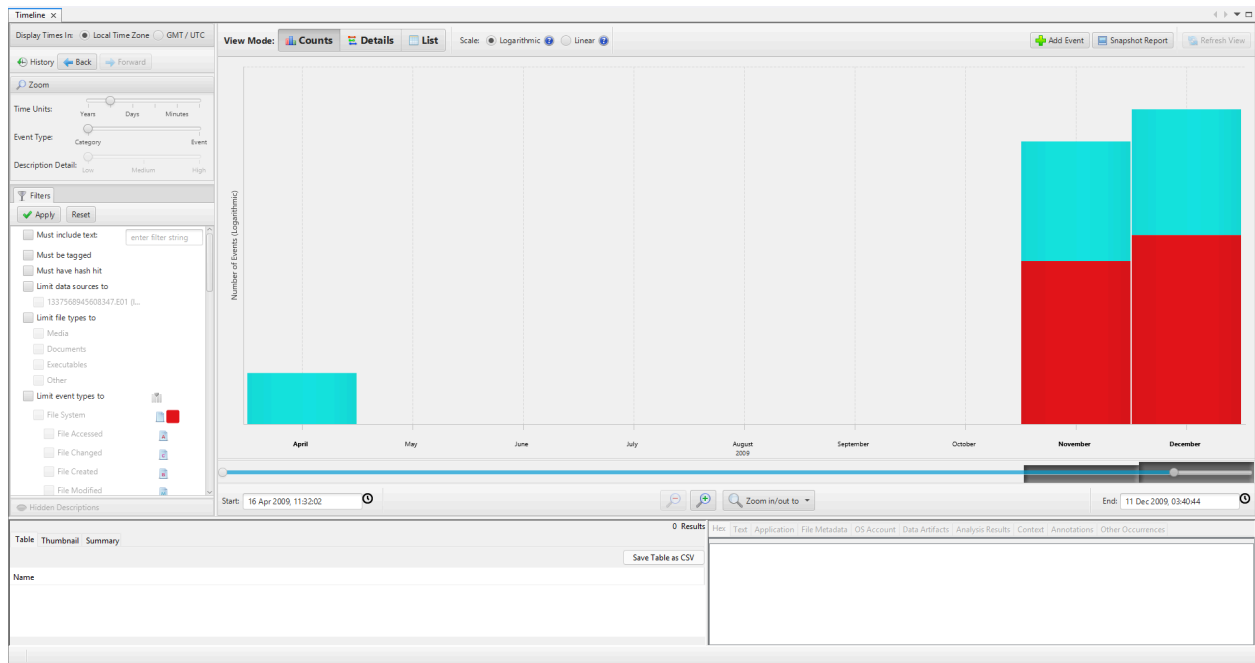 Timeline
Display Times In: Local Time Zone GMT / UTC
History Back Forward
Zoom
Time Units:
Years Days Minutes
Event Type:
Category Event
Description Detail:
Low Medium High
Filters
Apply Reset
Must include text: enter filter string
Must be tagged
Must have hash hit
Limit data sources to
1337568945608347.E01 (L...
Limit file types to
Media
Documents
Executables
Other
Limit event types to
File System
File Accessed
File Changed
File Created
File Modified
Hidden Descriptions
View Mode: Counts Details List Scale: Logarithmic Linear
Add Event Snapshot Report Refresh View
Number of Events (Logarithmic)
April May June July August September October November December
2009
Start: 16 Apr 2009, 11:32:02 Zoom in/out to End: 11 Dec 2009, 03:40:44
0 Results
Table Thumbnail Summary
Save Table as CSV
Name
Hex Text Application File Metadata OS Account Data Artifacts Analysis Results Context Annotations Other Occurrences